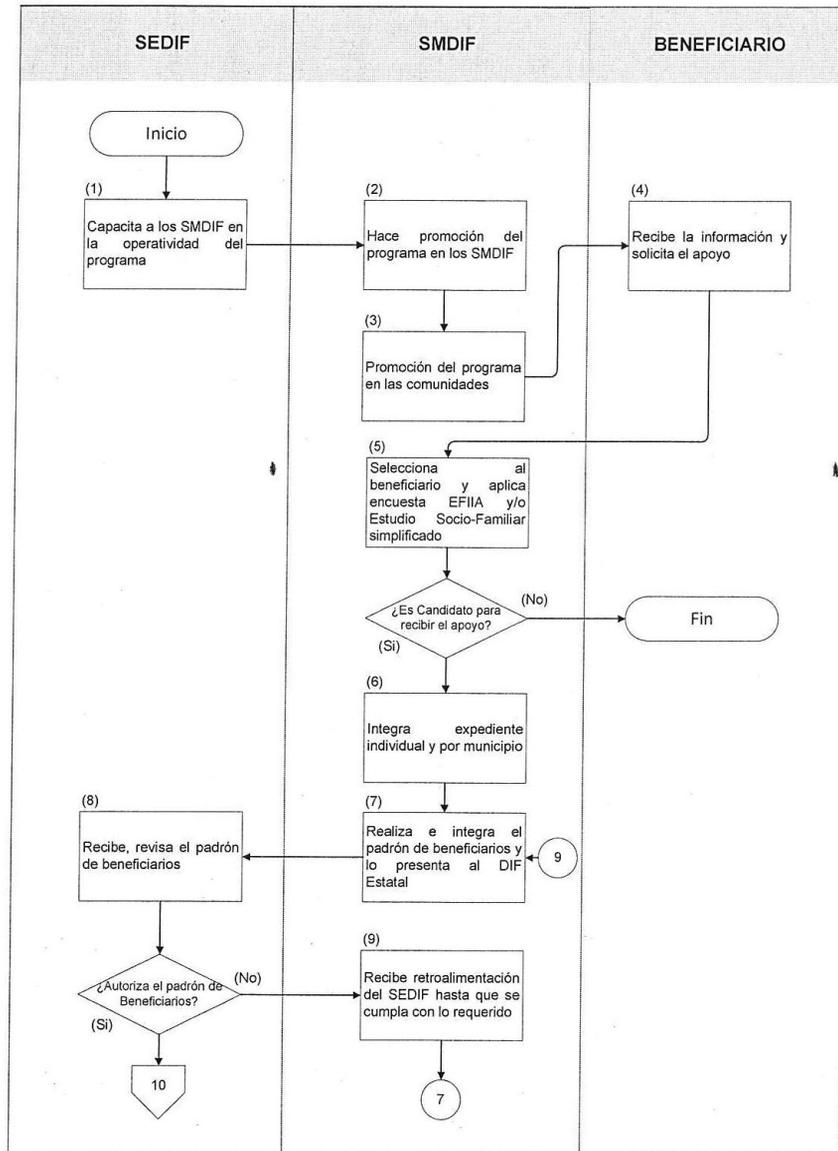 SEDIF
SMDIF
BENEFICIARIO
Inicio
(1)
Capacita a los SMDIF en
la operatividad del
programa
(2)
Hace promoción del
programa en los SMDIF
(3)
Promoción del programa
en las comunidades
(4)
Recibe la información y
solicita el apoyo
(5)
Selecciona al
beneficiario y aplica
encuesta EFIIA y/o
Estudio Socio-Familiar
simplificado
¿Es Candidato para
recibir el apoyo?
(No)
(Si)
Fin
(6)
Integra expediente
individual y por municipio
(7)
Realiza e integra el
padrón de beneficiarios y
lo presenta al DIF
Estatal
9
(8)
Recibe, revisa el padrón
de beneficiarios
¿Autoriza el padrón de
Beneficiarios?
(No)
(Si)
10
(9)
Recibe retroalimentación
del SEDIF hasta que se
cumpla con lo requerido
7